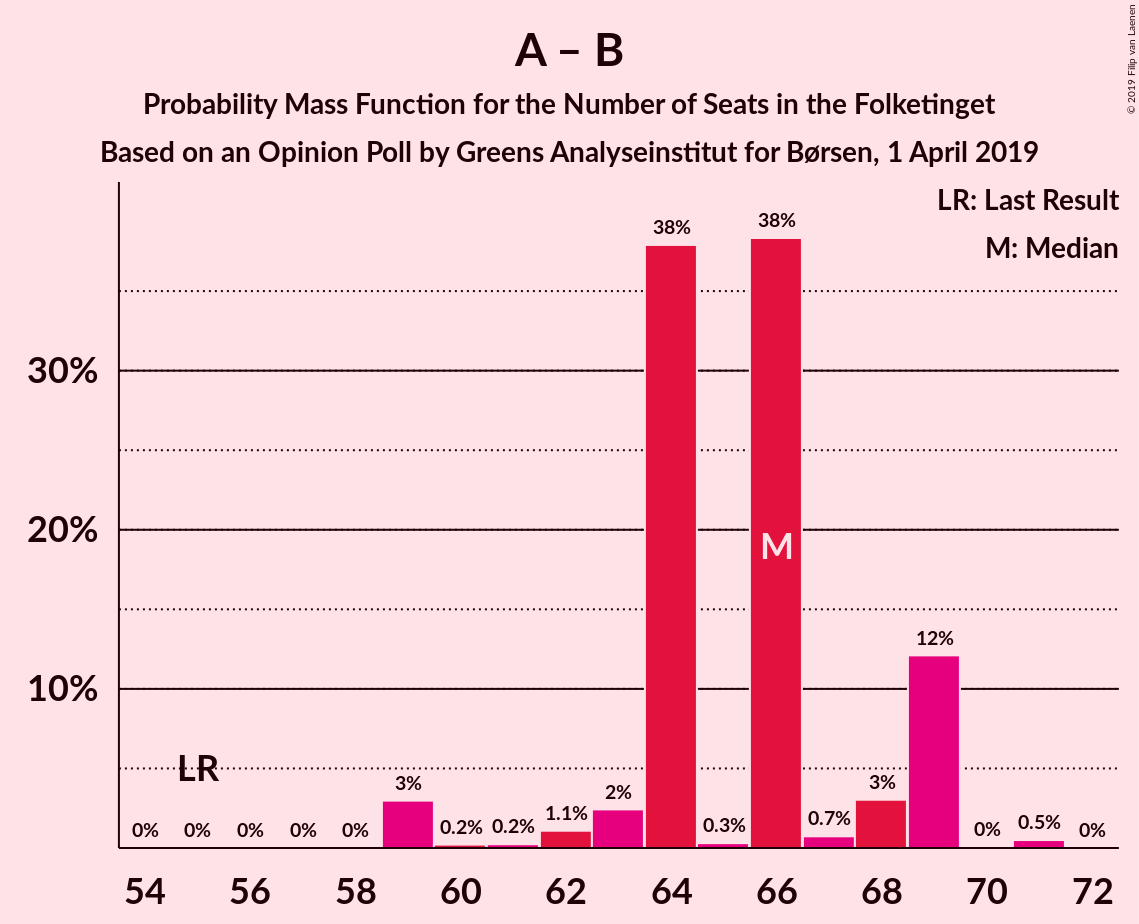 A – B
Probability Mass Function for the Number of Seats in the Folketinget
Based on an Opinion Poll by Greens Analyseinstitut for Børsen, 1 April 2019
© 2019 Filip van Laenen
LR: Last Result
M: Median
30%
20%
10%
LR
M
0% 0% 0% 0% 0% 3% 0.2% 0.2% 1.1% 2% 38% 0.3% 38% 0.7% 3% 12% 0% 0.5% 0%
54 56 58 60 62 64 66 68 70 72